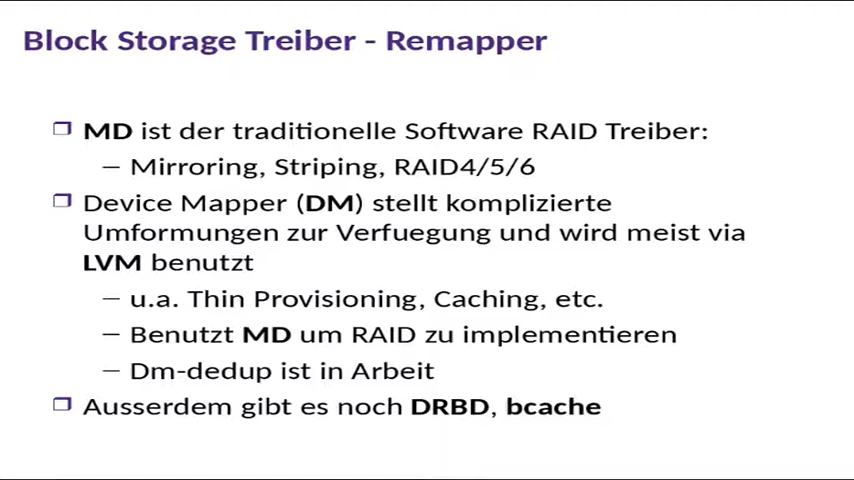 Block Storage Treiber - Remapper
❐ MD ist der traditionelle Software RAID Treiber:
– Mirroring, Striping, RAID4/5/6
❐ Device Mapper (DM) stellt komplizierte
Umformungen zur Verfuegung und wird meist via
LVM benutzt
– u.a. Thin Provisioning, Caching, etc.
– Benutzt MD um RAID zu implementieren
– Dm-dedup ist in Arbeit
❐ Ausserdem gibt es noch DRBD, bcache